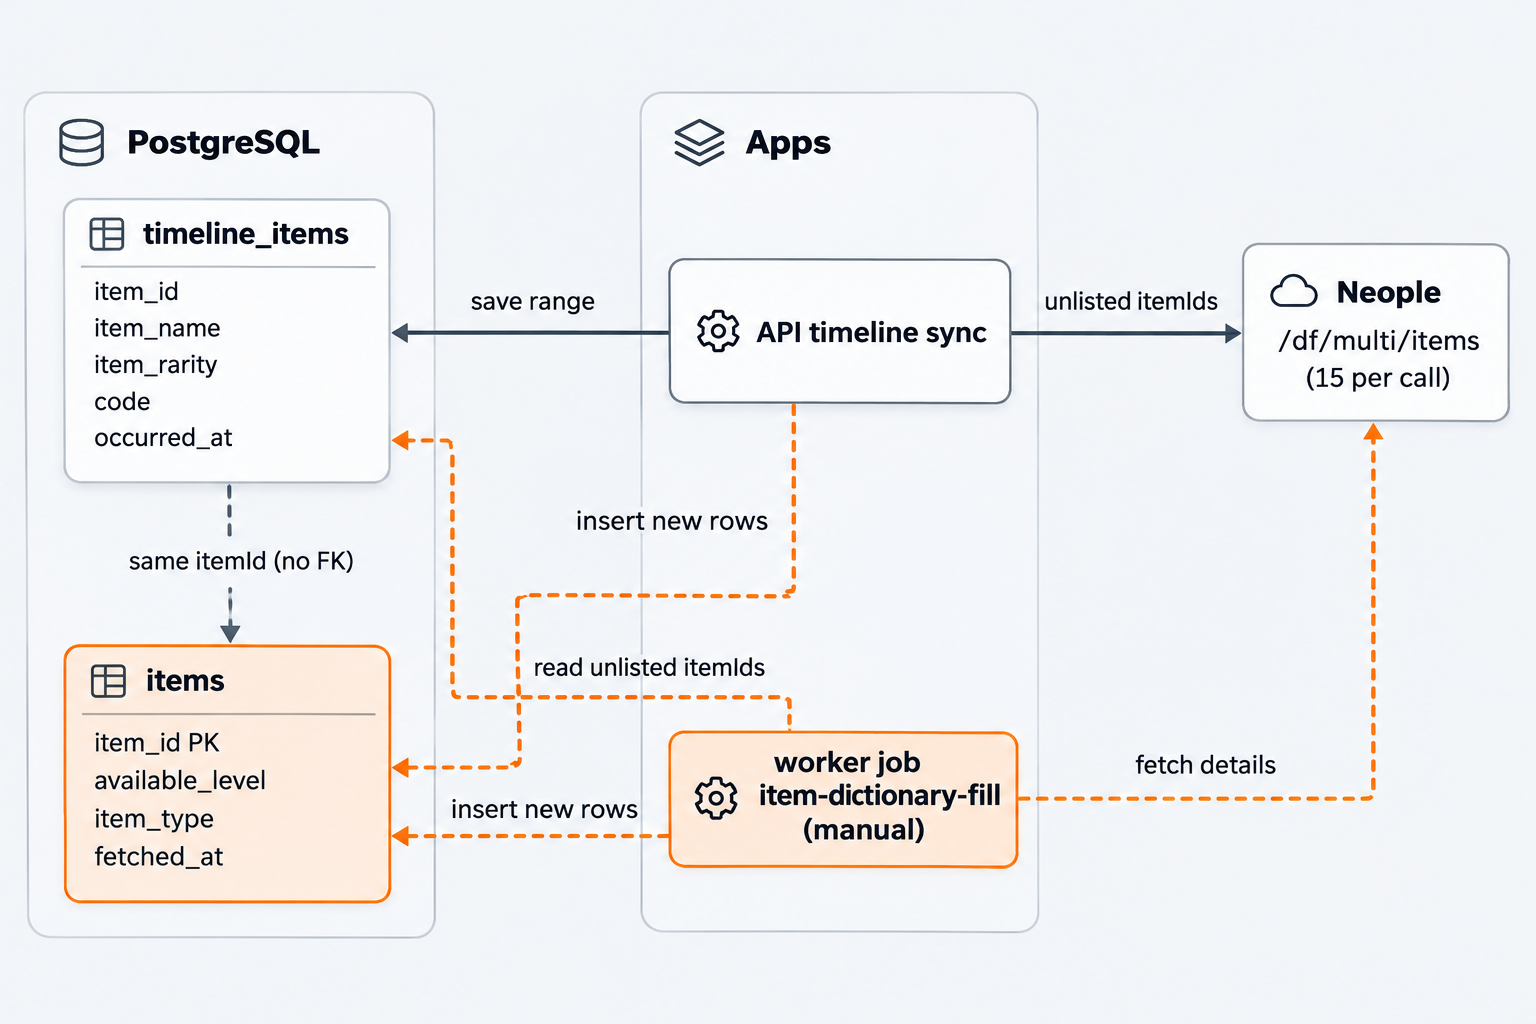 PostgreSQL
timeline_items
item_id
item_name
item_rarity
code
occurred_at
same itemId (no FK)
items
item_id PK
available_level
item_type
fetched_at
save range
insert new rows
read unlisted itemIds
insert new rows
Apps
API timeline sync
worker job
item-dictionary-fill
(manual)
unlisted itemIds
Neople
/df/multi/items
(15 per call)
fetch details